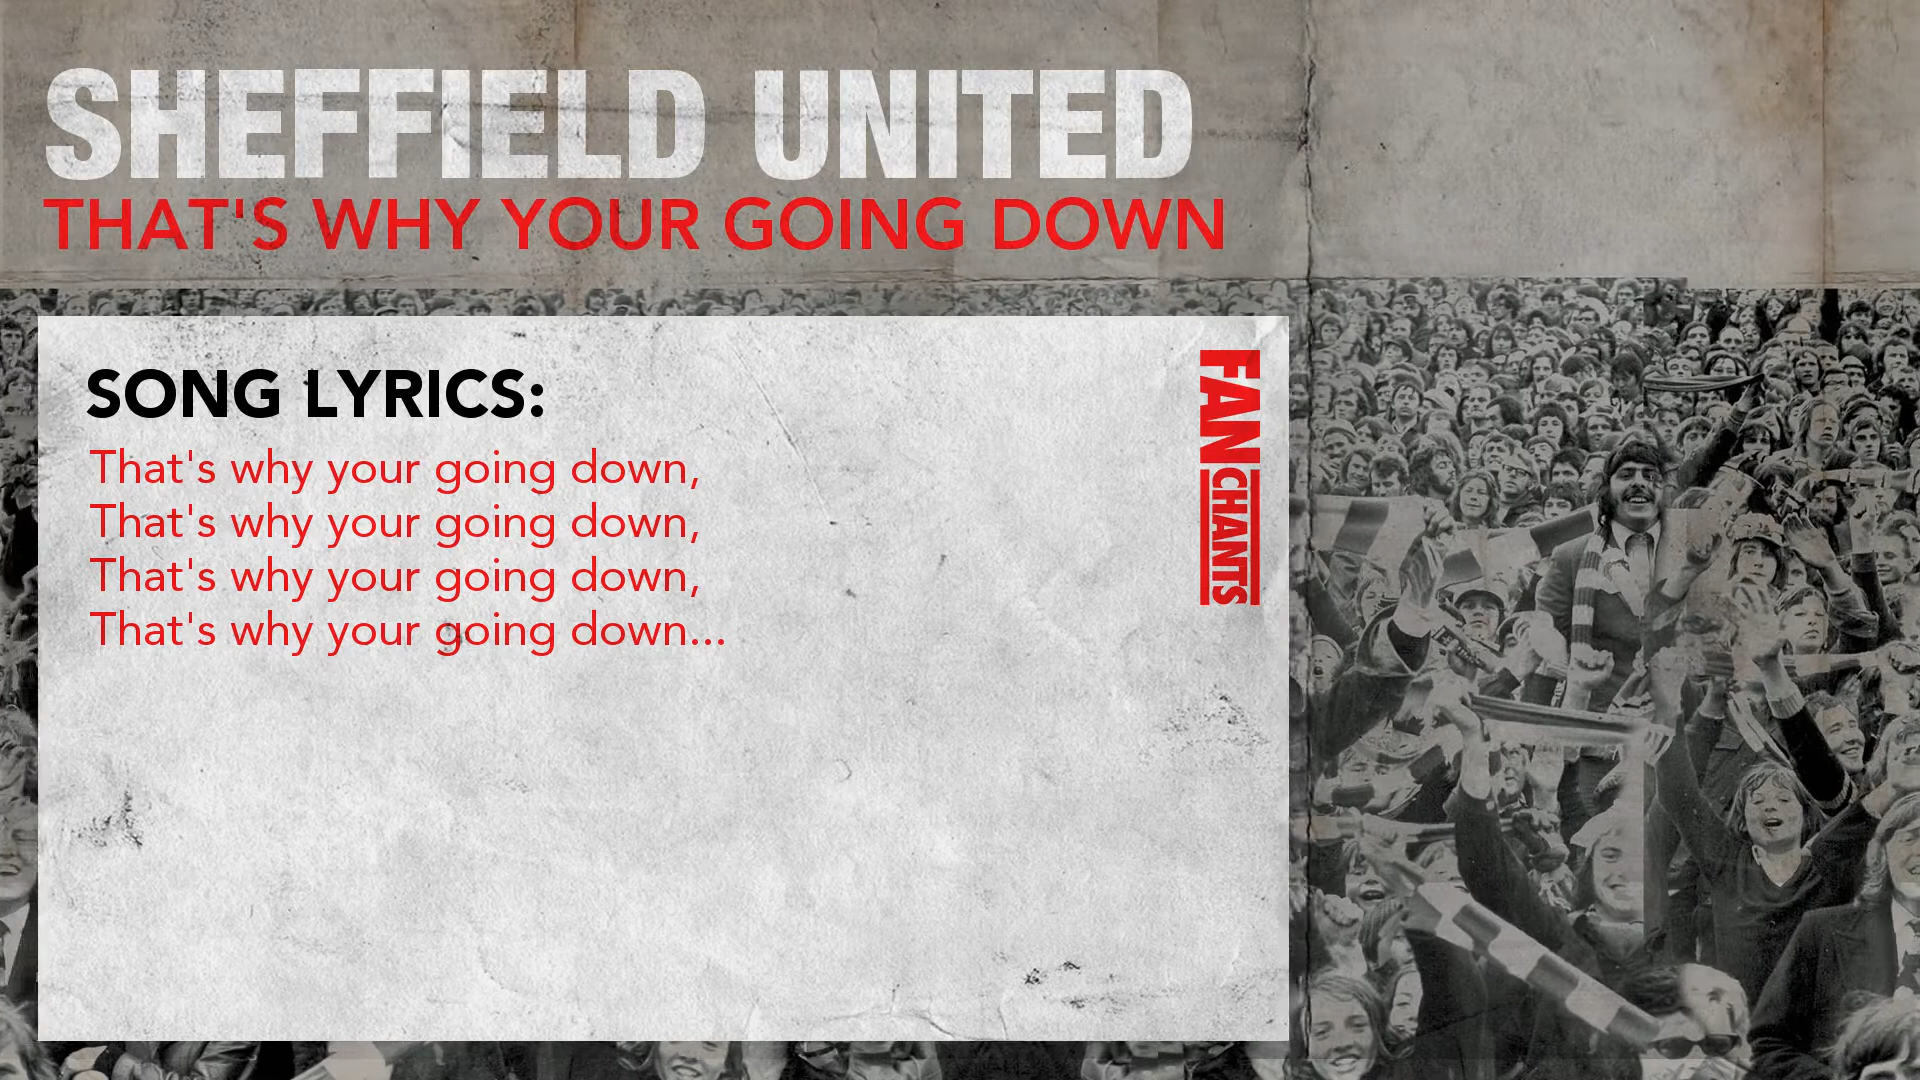 SHEFFIELD UNITED
THAT'S WHY YOUR GOING DOWN
SONG LYRICS:
That's why your going down,
That's why your going down,
That's why your going down,
That's why your going down...
FANCHANTS